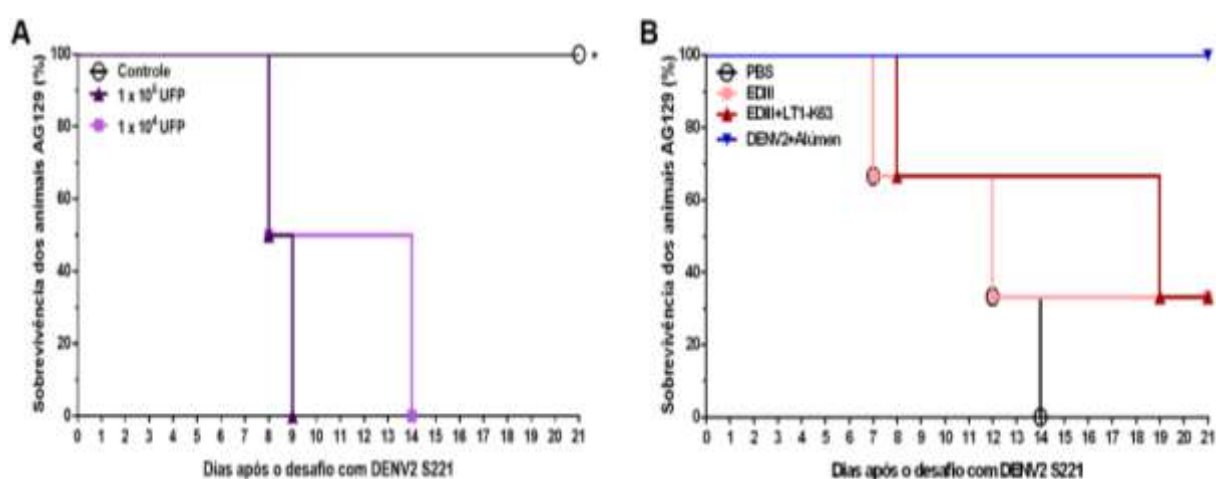 A
Sobrevivência dos animais AG129 (%)
100
80
60
40
20
0
Controle
1 x 10 UFP
1 x 10⁴ UFP
*
0 1 2 3 4 5 6 7 8 9 10 11 12 13 14 15 16 17 18 19 20 21
Dias após o desafio com DENV2 S221
B
Sobrevivência dos animais AG129 (%)
100
80
60
40
20
0
PBS
EDIII
EDIII+LT1-K63
DENV2+Alúmen
0 1 2 3 4 5 6 7 8 9 10 11 12 13 14 15 16 17 18 19 20 21
Dias após o desafio com DENV2 S221